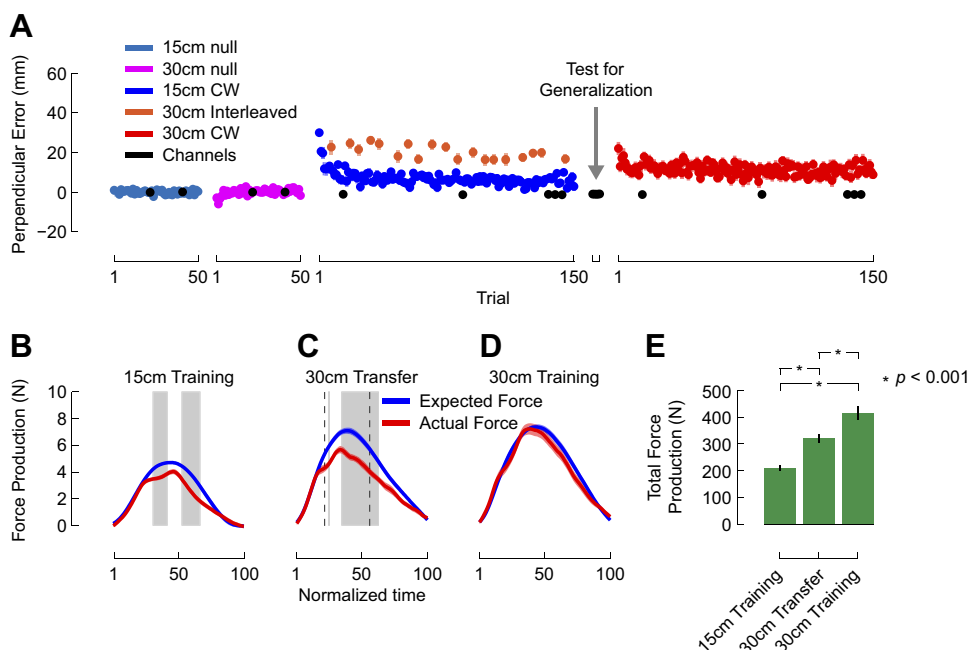 A
15cm null
30cm null
15cm CW
30cm Interleaved
30cm CW
Channels
Test for
Generalization
Perpendicular Error (mm)
60
40
20
0
−20
1 50 1 50 1 150 1 150
Trial
B C D E
15cm Training 30cm Transfer 30cm Training
Expected Force
Actual Force
Force Production (N)
10
8
6
4
2
0
1 50 100 1 50 100 1 50 100
Normalized time
* p < 0.001
*
* *
Total Force
Production (N)
500
400
300
200
100
0
15cm Training
30cm Transfer
30cm Training